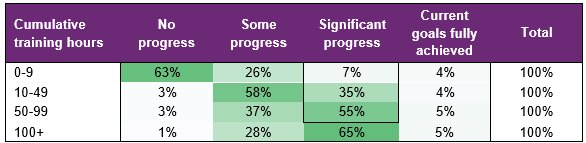 Cumulative training hours | No progress | Some progress | Significant progress | Current goals fully achieved | Total
0-9 | 63% | 26% | 7% | 4% | 100%
10-49 | 3% | 58% | 35% | 4% | 100%
50-99 | 3% | 37% | 55% | 5% | 100%
100+ | 1% | 28% | 65% | 5% | 100%